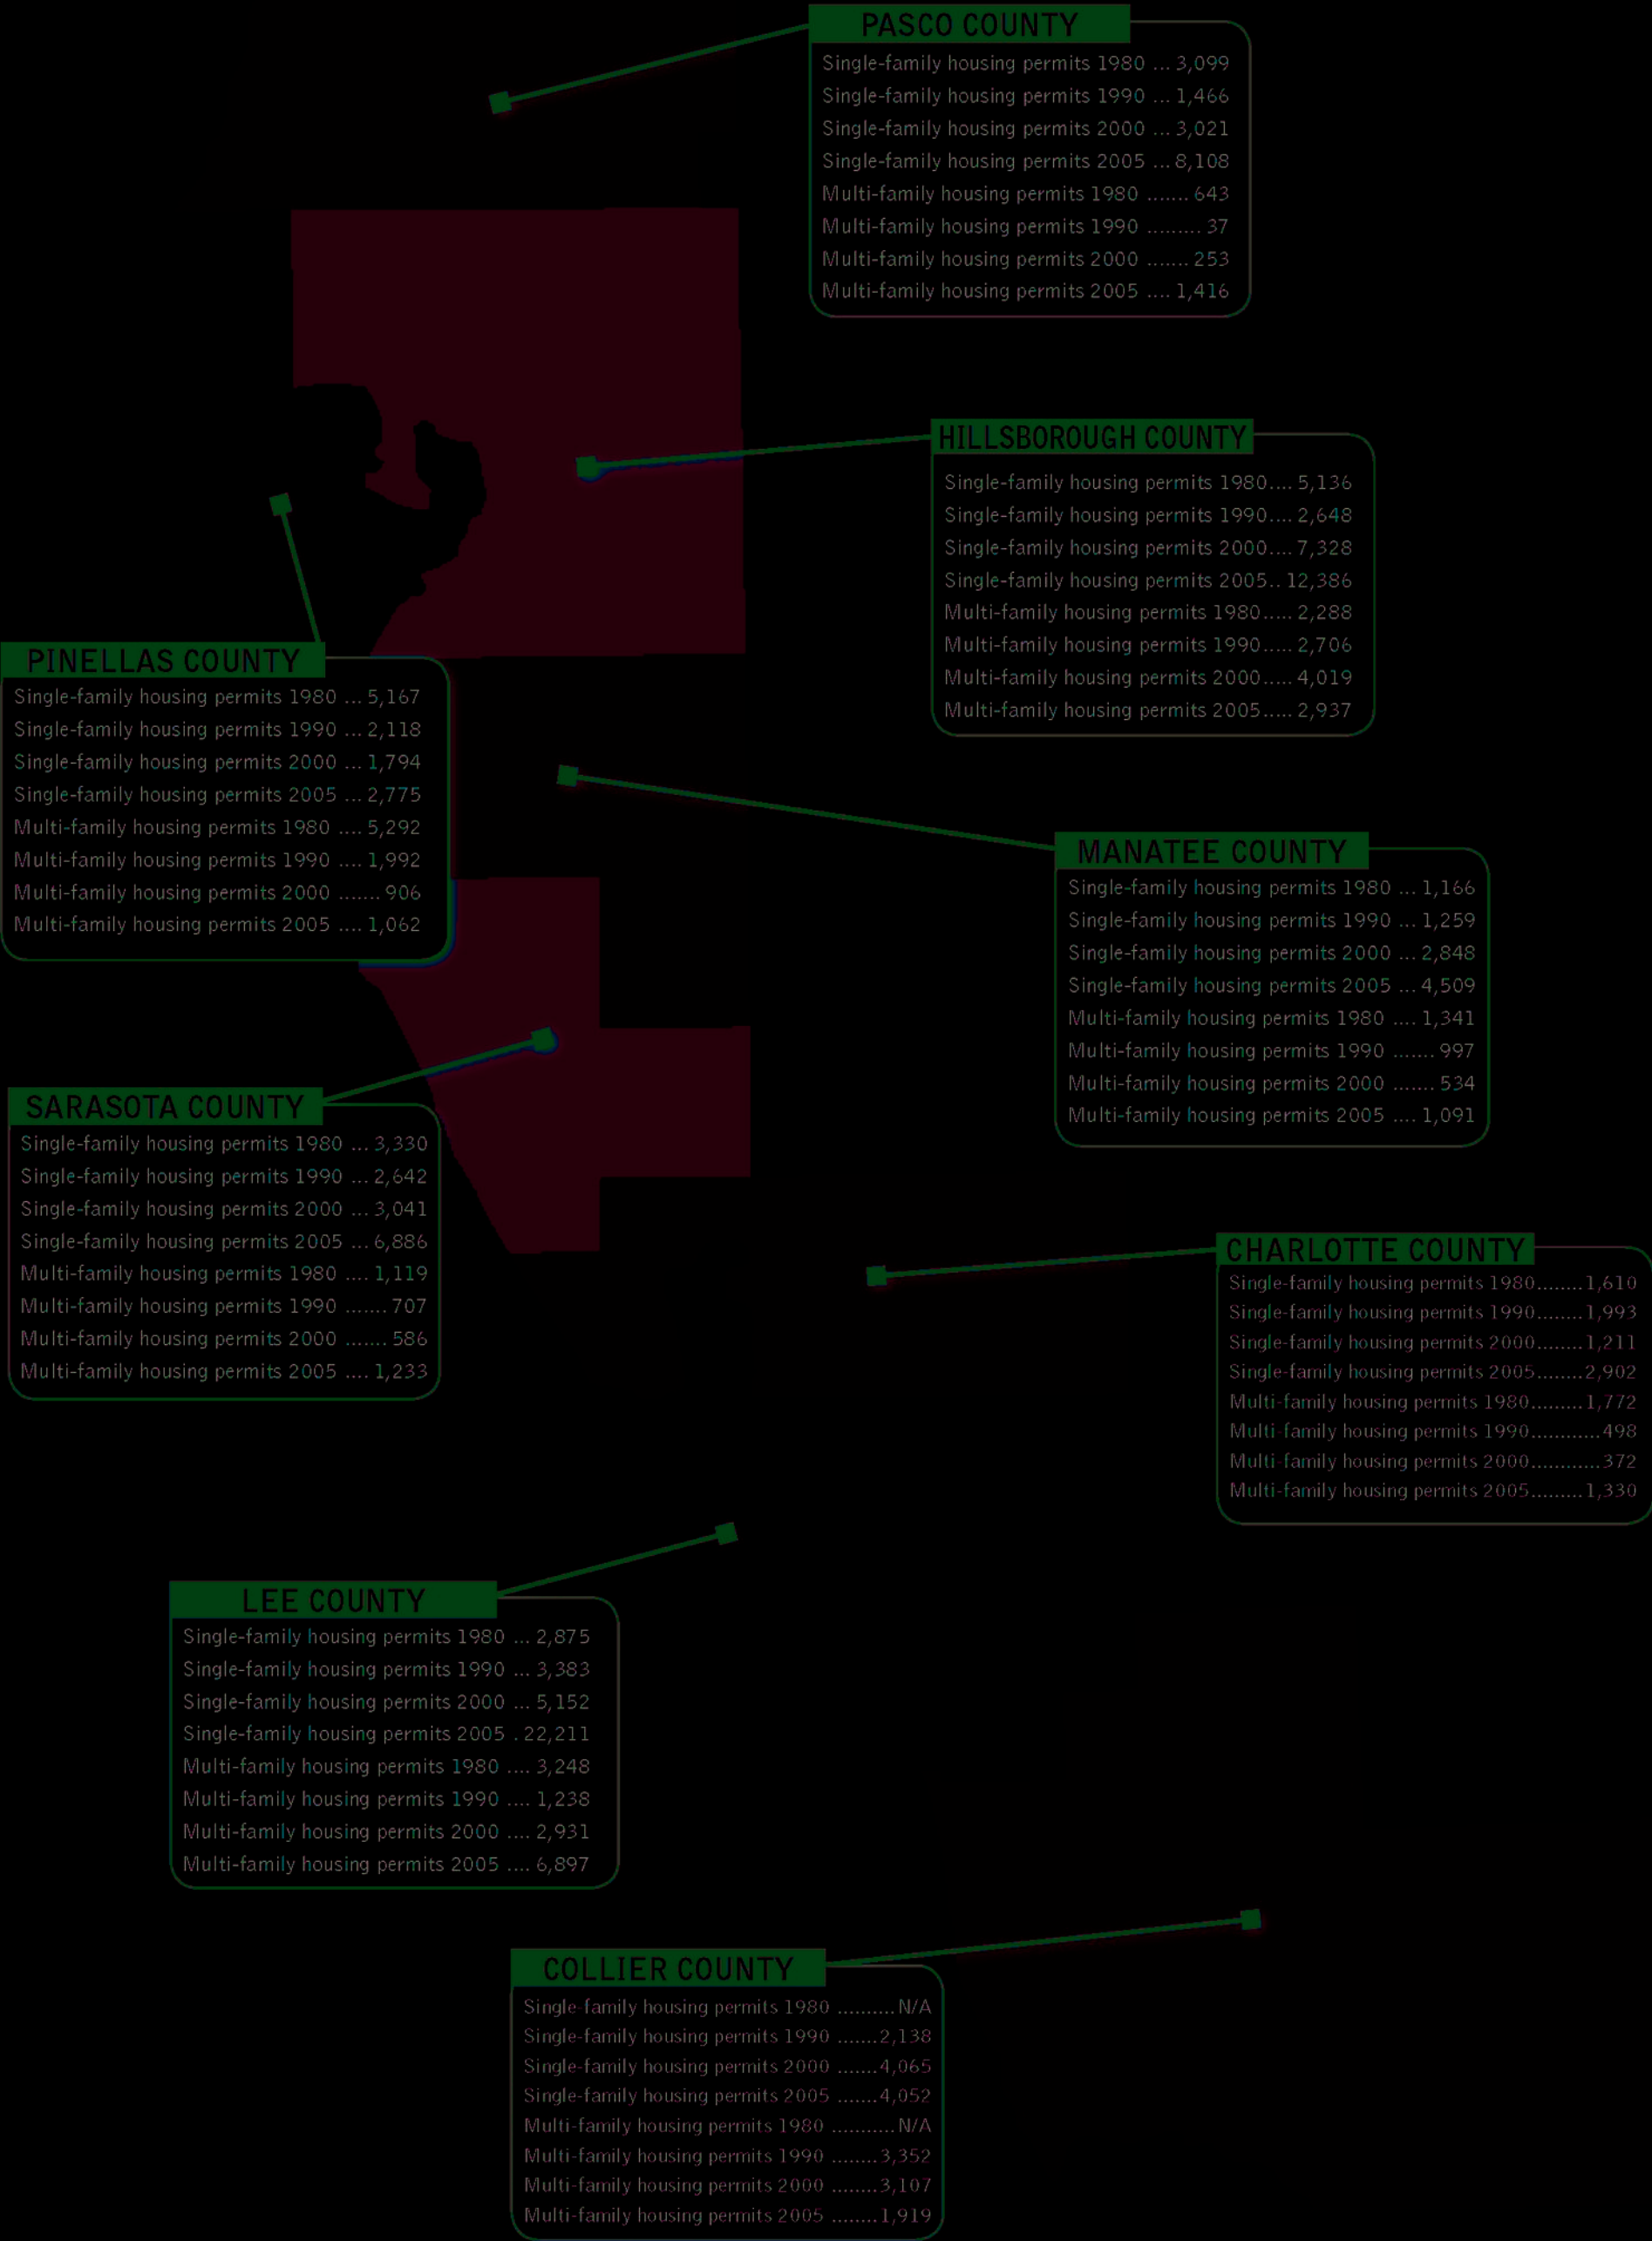 PASCO COUNTY
Single-family housing permits 1980 ... 3,099
Single-family housing permits 1990 ... 1,466
Single-family housing permits 2000 ... 3,021
Single-family housing permits 2005 ... 8,108
Multi-family housing permits 1980 ....... 643
Multi-family housing permits 1990 ......... 37
Multi-family housing permits 2000 ....... 253
Multi-family housing permits 2005 .... 1,416
HILLSBOROUGH COUNTY
Single-family housing permits 1980.... 5,136
Single-family housing permits 1990.... 2,648
Single-family housing permits 2000.... 7,328
Single-family housing permits 2005.. 12,386
Multi-family housing permits 1980..... 2,288
Multi-family housing permits 1990..... 2,706
Multi-family housing permits 2000..... 4,019
Multi-family housing permits 2005..... 2,937
PINELLAS COUNTY
Single-family housing permits 1980 ... 5,167
Single-family housing permits 1990 ... 2,118
Single-family housing permits 2000 ... 1,794
Single-family housing permits 2005 ... 2,775
Multi-family housing permits 1980 .... 5,292
Multi-family housing permits 1990 .... 1,992
Multi-family housing permits 2000 ....... 906
Multi-family housing permits 2005 .... 1,062
MANATEE COUNTY
Single-family housing permits 1980 ... 1,166
Single-family housing permits 1990 ... 1,259
Single-family housing permits 2000 ... 2,848
Single-family housing permits 2005 ... 4,509
Multi-family housing permits 1980 .... 1,341
Multi-family housing permits 1990 ....... 997
Multi-family housing permits 2000 ....... 534
Multi-family housing permits 2005 .... 1,091
SARASOTA COUNTY
Single-family housing permits 1980 ... 3,330
Single-family housing permits 1990 ... 2,642
Single-family housing permits 2000 ... 3,041
Single-family housing permits 2005 ... 6,886
Multi-family housing permits 1980 .... 1,119
Multi-family housing permits 1990 ....... 707
Multi-family housing permits 2000 ....... 586
Multi-family housing permits 2005 .... 1,233
CHARLOTTE COUNTY
Single-family housing permits 1980........1,610
Single-family housing permits 1990........1,993
Single-family housing permits 2000........1,211
Single-family housing permits 2005........2,902
Multi-family housing permits 1980.........1,772
Multi-family housing permits 1990............498
Multi-family housing permits 2000............372
Multi-family housing permits 2005.........1,330
LEE COUNTY
Single-family housing permits 1980 ... 2,875
Single-family housing permits 1990 ... 3,383
Single-family housing permits 2000 ... 5,152
Single-family housing permits 2005 . 22,211
Multi-family housing permits 1980 .... 3,248
Multi-family housing permits 1990 .... 1,238
Multi-family housing permits 2000 .... 2,931
Multi-family housing permits 2005 .... 6,897
COLLIER COUNTY
Single-family housing permits 1980 ..........N/A
Single-family housing permits 1990 .......2,138
Single-family housing permits 2000 .......4,065
Single-family housing permits 2005 .......4,052
Multi-family housing permits 1980 ...........N/A
Multi-family housing permits 1990 ........3,352
Multi-family housing permits 2000 ........3,107
Multi-family housing permits 2005 ........1,919